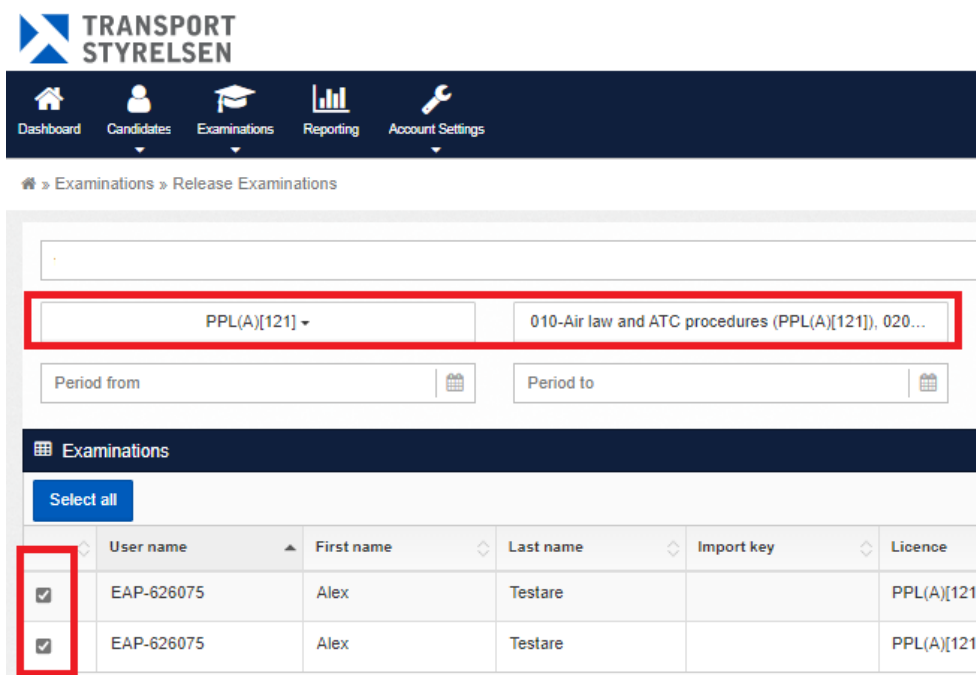 TRANSPORT
STYRELSEN
Dashboard Candidates Examinations Reporting Account Settings
» Examinations » Release Examinations
PPL(A)[121] 010-Air law and ATC procedures (PPL(A)[121]), 020...
Period from Period to
Examinations
Select all
User name First name Last name Import key Licence
EAP-626075 Alex Testare PPL(A)[121
EAP-626075 Alex Testare PPL(A)[121